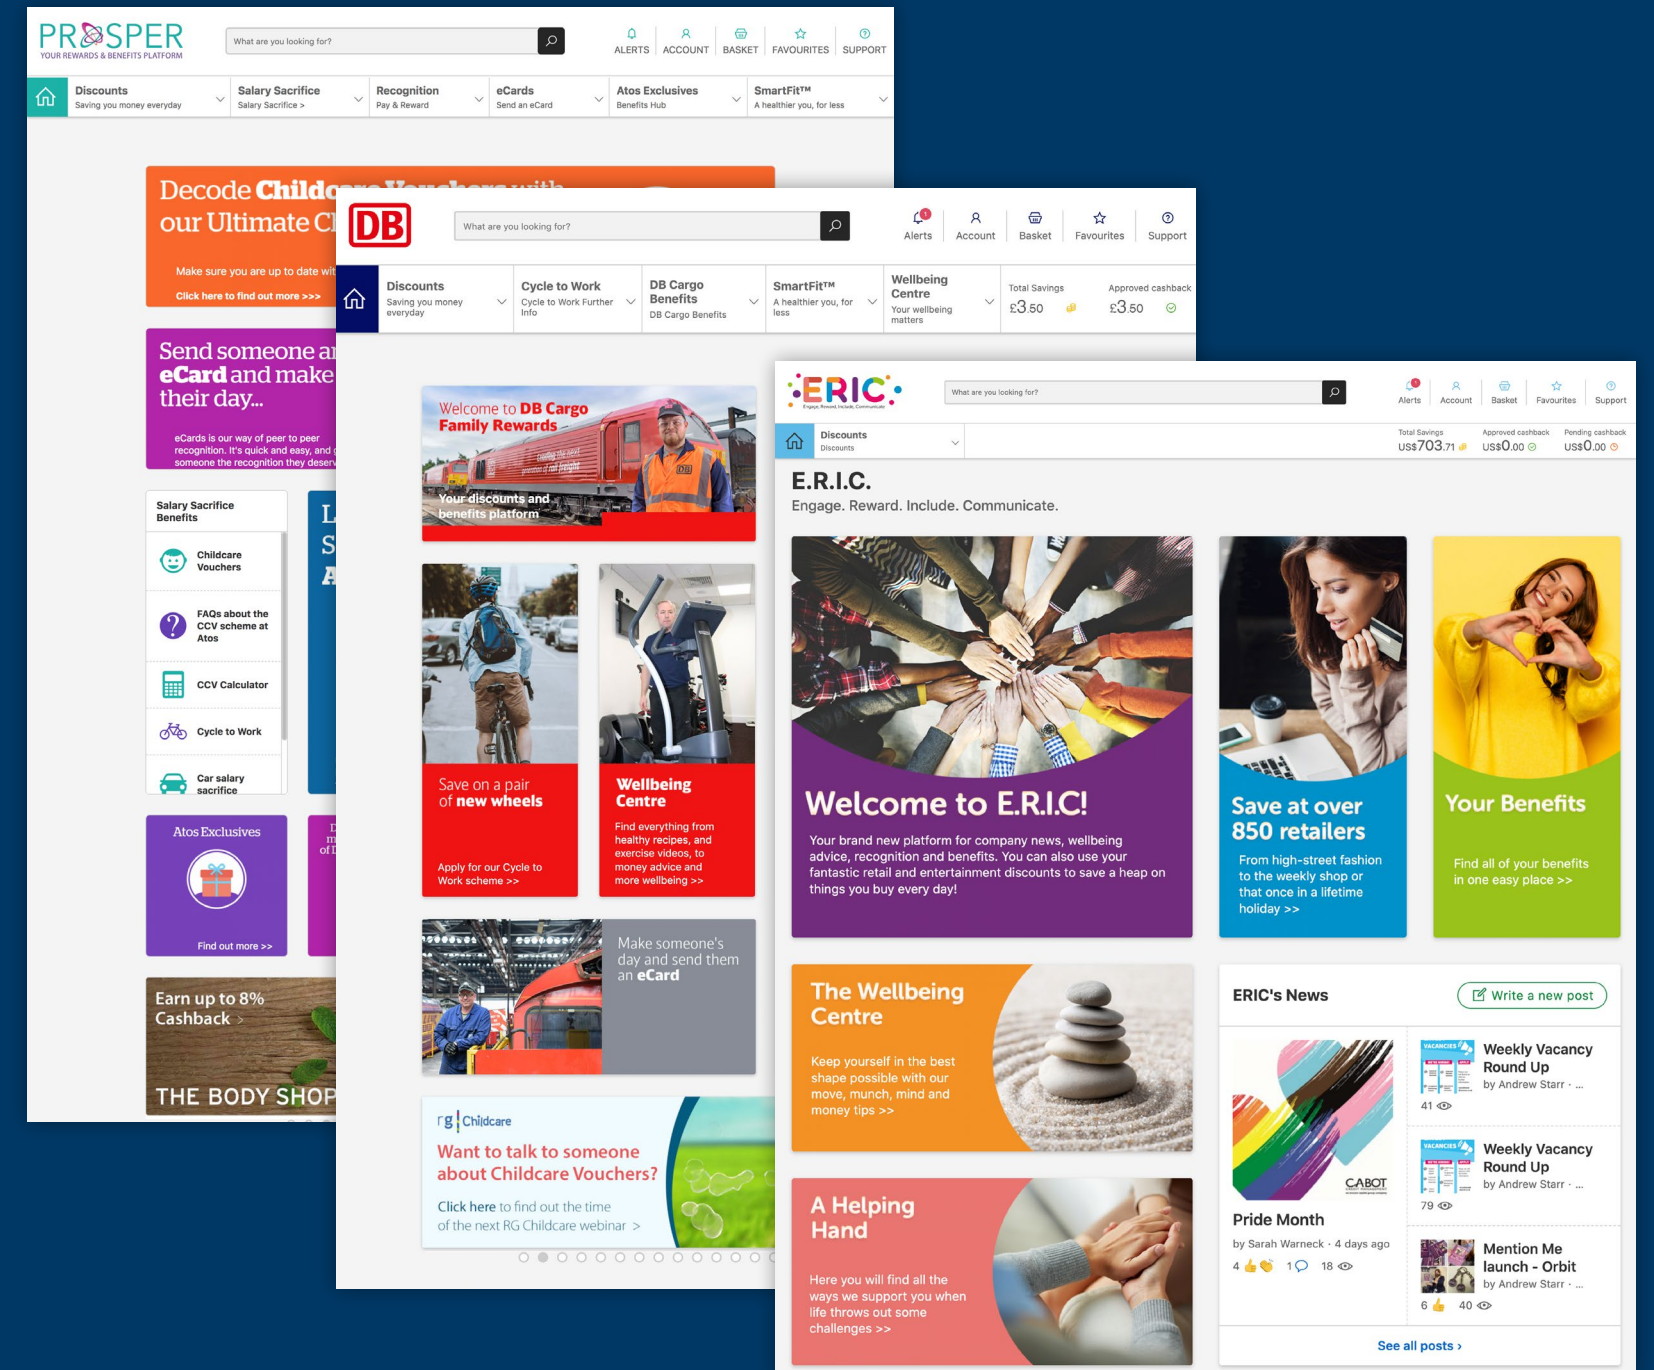 PROSPER
YOUR REWARDS & BENEFITS PLATFORM
What are you looking for?
ALERTS
ACCOUNT
BASKET
FAVOURITES
SUPPORT
Discounts
Saving you money everyday
Salary Sacrifice
Salary Sacrifice >
Recognition
Pay & Reward
eCards
Send an eCard
Atos Exclusives
Benefits Hub
SmartFit™
A healthier you, for less
Decode Childcare Vouchers with
our Ultimate
Make sure you are up to date
Click here to find out more >>>
Send someone
eCard and make
their day...
eCards is our way of peer to peer
recognition. It's quick and easy, and
someone the recognition they
Salary Sacrifice
Benefits
Childcare
Vouchers
FAQs about the
CCV scheme at
Atos
CCV Calculator
Cycle to Work
Car salary
sacrifice
Atos Exclusives
Find out more >>
Earn up to 8%
Cashback >
THE BODY SHOP
DB
What are you looking for?
1
Alerts
Account
Basket
Favourites
Support
Discounts
Saving you money
everyday
Cycle to Work
Cycle to Work Further
Info
DB Cargo
Benefits
DB Cargo Benefits
SmartFit™
A healthier you, for
less
Wellbeing
Centre
Your wellbeing
matters
Total Savings
£3.50
Approved cashback
£3.50
Welcome to DB Cargo
Family Rewards
DB
Your discounts and
benefits platform
Save on a pair
of new wheels
Apply for our Cycle to
Work scheme >>
Wellbeing
Centre
Find everything from
healthy recipes, and
exercise videos, to
money advice and
more wellbeing >>
Make someone's
day and send them
an eCard
rg Childcare
Want to talk to someone
about Childcare Vouchers?
Click here to find out the time
of the next RG Childcare webinar >
ERIC
Engage, Reward, Include, Communicate
What are you looking for?
1
Alerts
Account
Basket
Favourites
Support
Discounts
Discounts
Total Savings
US$703.71
Approved cashback
US$0.00
Pending cashback
US$0.00
E.R.I.C.
Engage. Reward. Include. Communicate.
Welcome to E.R.I.C!
Your brand new platform for company news, wellbeing
advice, recognition and benefits. You can also use your
fantastic retail and entertainment discounts to save a heap on
things you buy every day!
Save at over
850 retailers
From high-street fashion
to the weekly shop or
that once in a lifetime
holiday >>
Your Benefits
Find all of your benefits
in one easy place >>
The Wellbeing
Centre
Keep yourself in the best
shape possible with our
move, munch, mind and
money tips >>
A Helping
Hand
Here you will find all the
ways we support you when
life throws out some
challenges >>
ERIC's News
Write a new post
CABOT
Pride Month
by Sarah Warneck · 4 days ago
4 1 18
VACANCIES
Weekly Vacancy
Round Up
by Andrew Starr · ...
41
VACANCIES
Weekly Vacancy
Round Up
by Andrew Starr · ...
79
Mention Me
launch - Orbit
by Andrew Starr · ...
6 40
See all posts ›